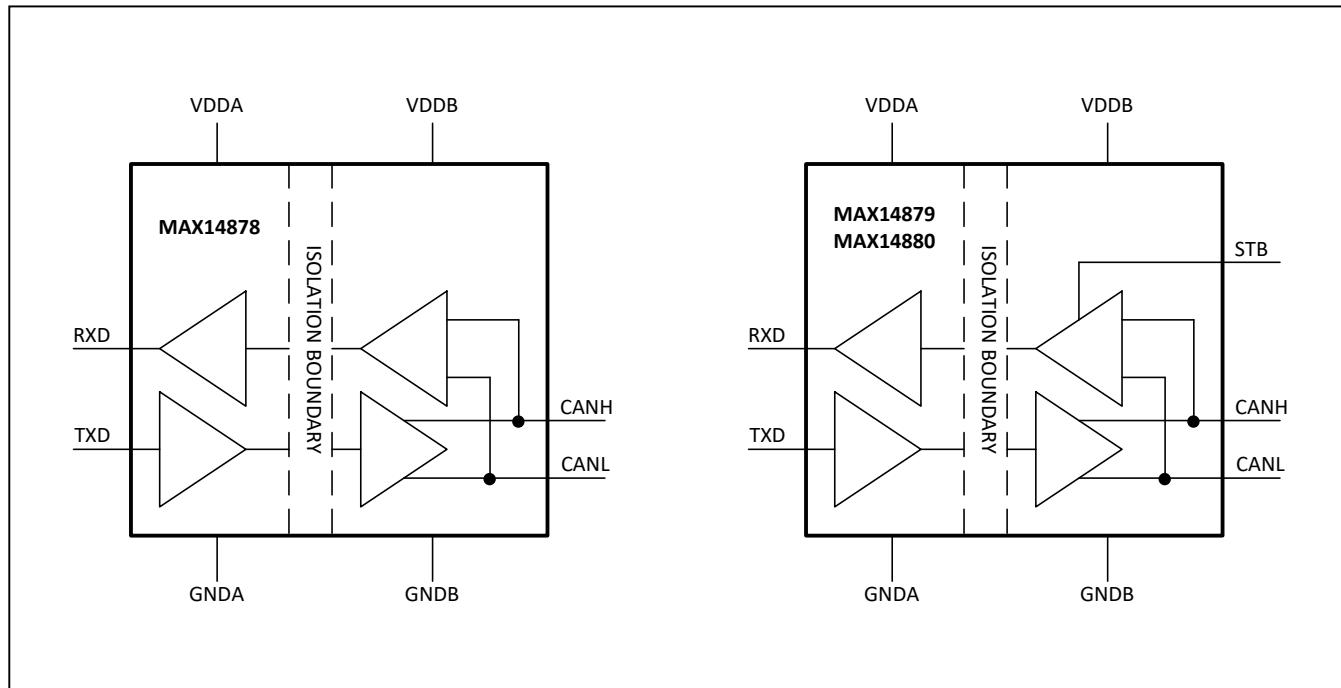 VDDA
VDDB
MAX14878
ISOLATION BOUNDARY
RXD
TXD
CANH
CANL
GNDA
GNDB
VDDA
VDDB
MAX14879
MAX14880
ISOLATION BOUNDARY
STB
RXD
TXD
CANH
CANL
GNDA
GNDB